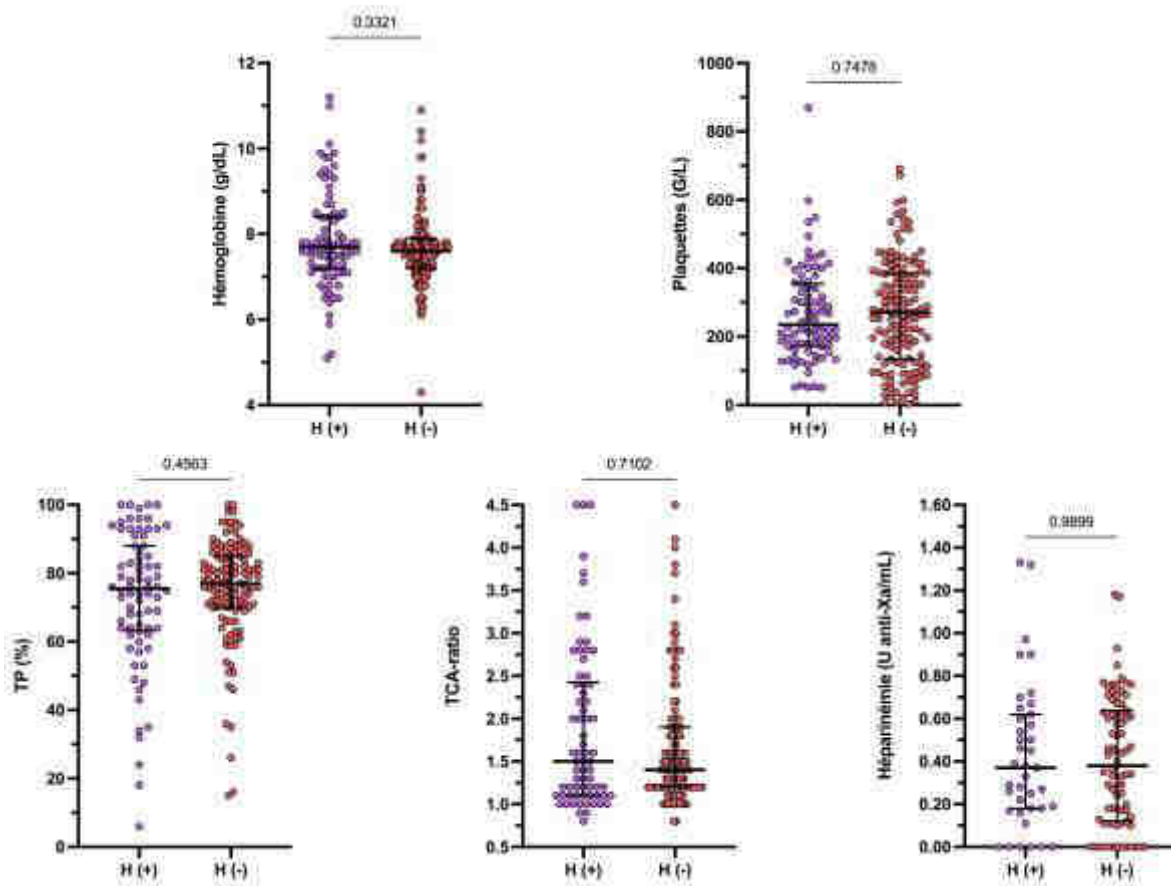 0.3321
Hémoglobine (g/dL)
12
10
8
6
4
H (+)
H (-)
0.7478
Plaquettes (G/L)
1000
800
600
400
200
0
H (+)
H (-)
0.4563
TP (%)
100
80
60
40
20
0
H (+)
H (-)
0.7102
TCA-ratio
4.5
4.0
3.5
3.0
2.5
2.0
1.5
1.0
0.5
H (+)
H (-)
0.9899
Héparinémie (U anti-Xa/mL)
1.60
1.40
1.20
1.00
0.80
0.60
0.40
0.20
0.00
H (+)
H (-)